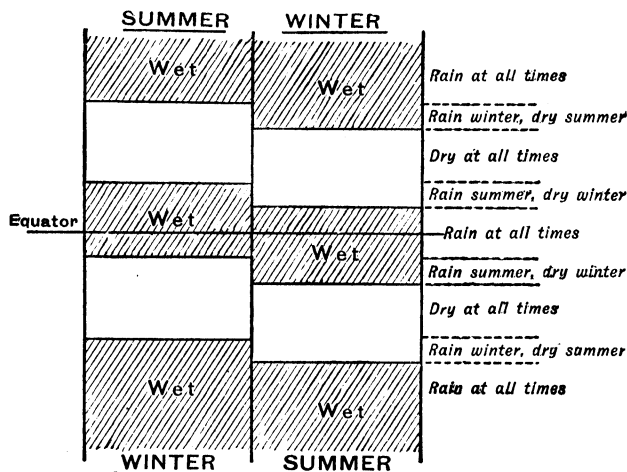 SUMMER WINTER
Wet Wet Rain at all times
Rain winter, dry summer
Dry at all times
Rain summer, dry winter
Equator Wet Rain at all times
Wet
Rain summer, dry winter
Dry at all times
Rain winter, dry summer
Wet Wet Rain at all times
WINTER SUMMER